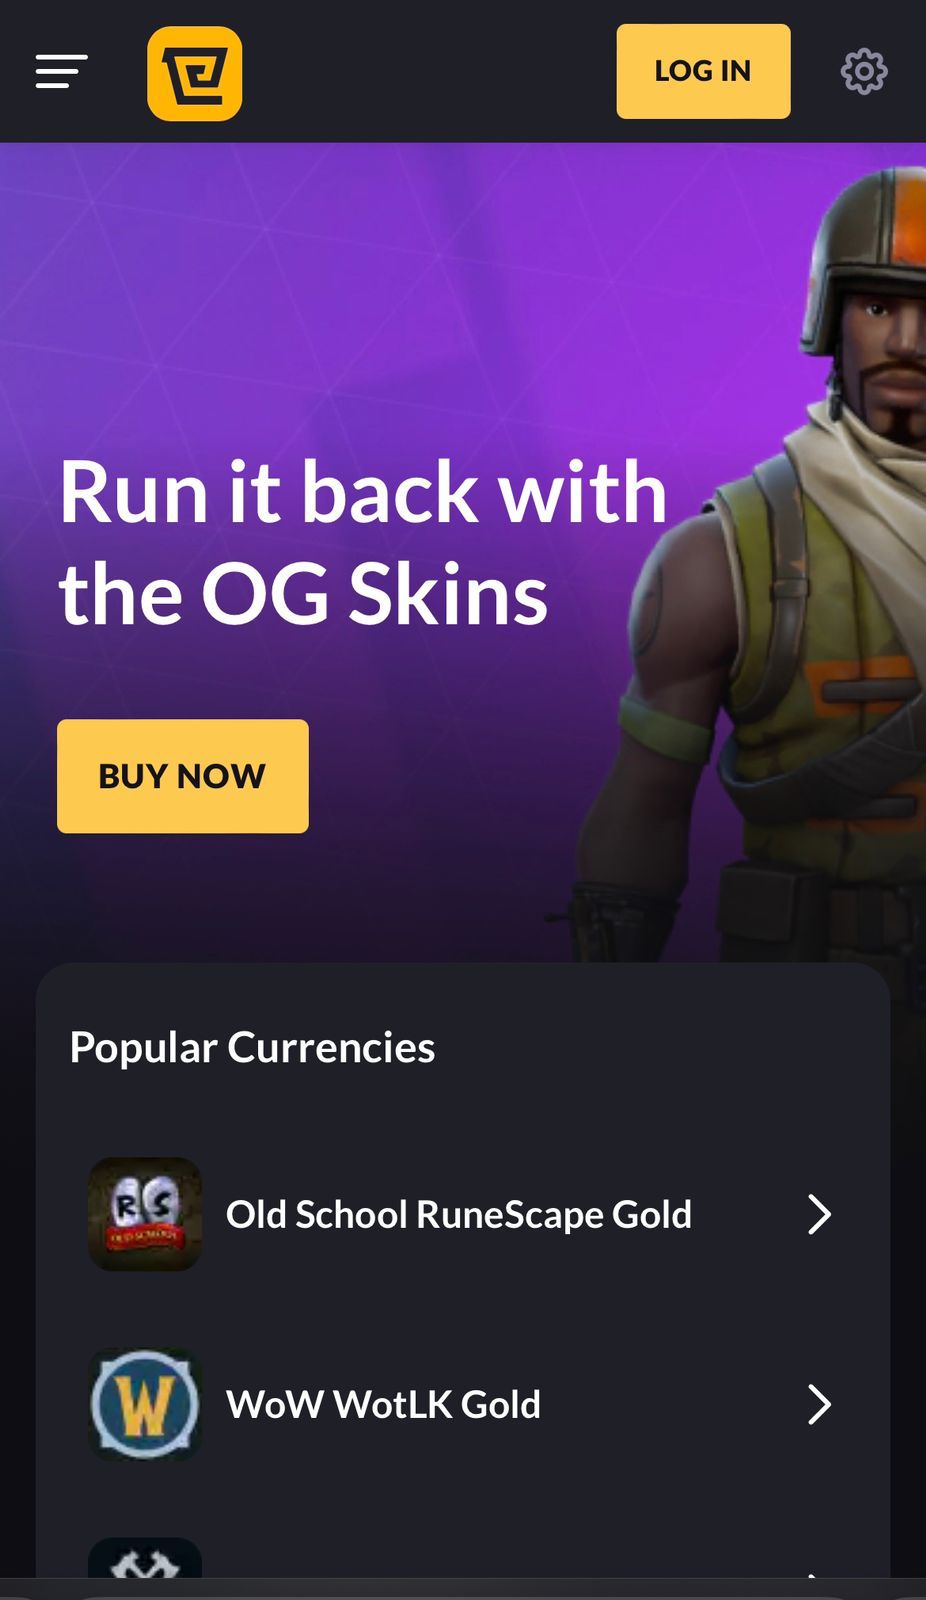 LOG IN
Run it back with
the OG Skins
BUY NOW
Popular Currencies
RS
OLD SCHOOL
Old School RuneScape Gold
W
WoW WotLK Gold